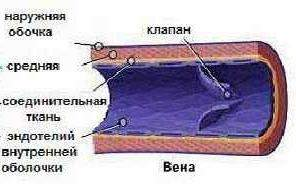 наружняя
обочка
клапан
средняя
соединительная
ткань
эндотелий
внутренней
оболочки
Вена